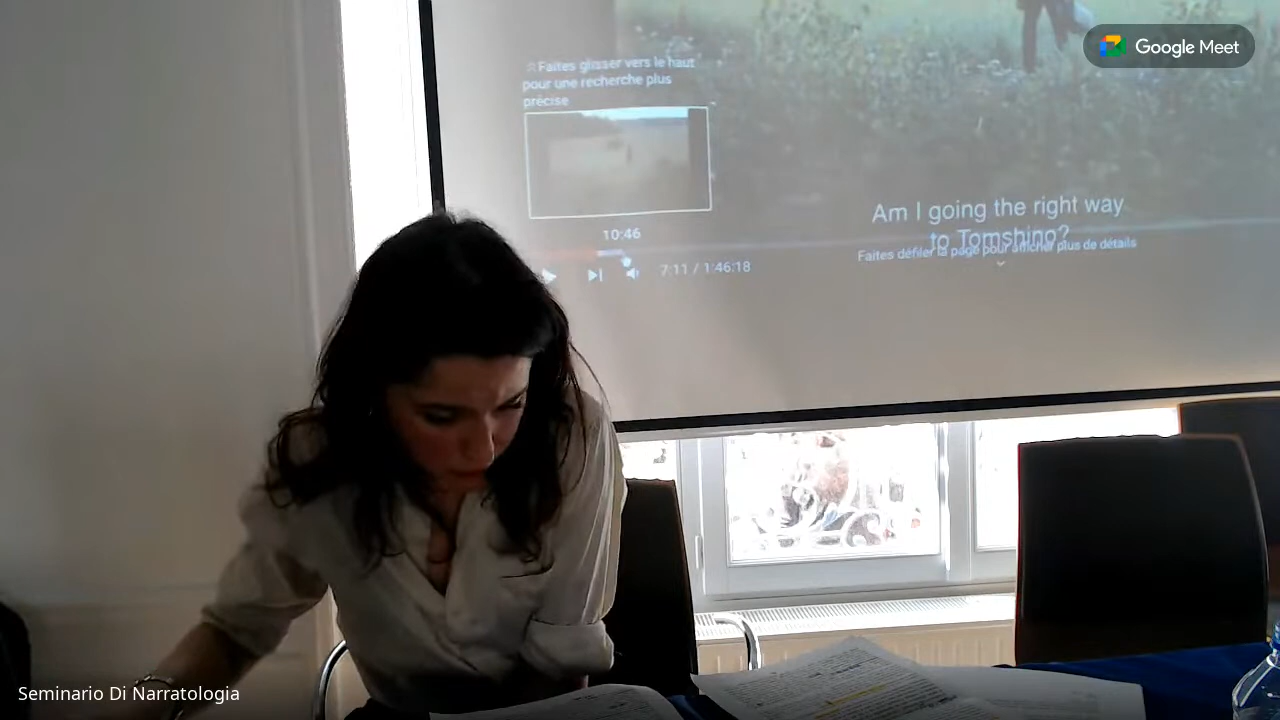 Google Meet
Faites glisser vers le haut
pour une recherche plus
précise
10:46
7:11 / 1:46:18
Am I going the right way
to Tomshino?
Faites défiler la page pour afficher plus de détails
Seminario Di Narratologia